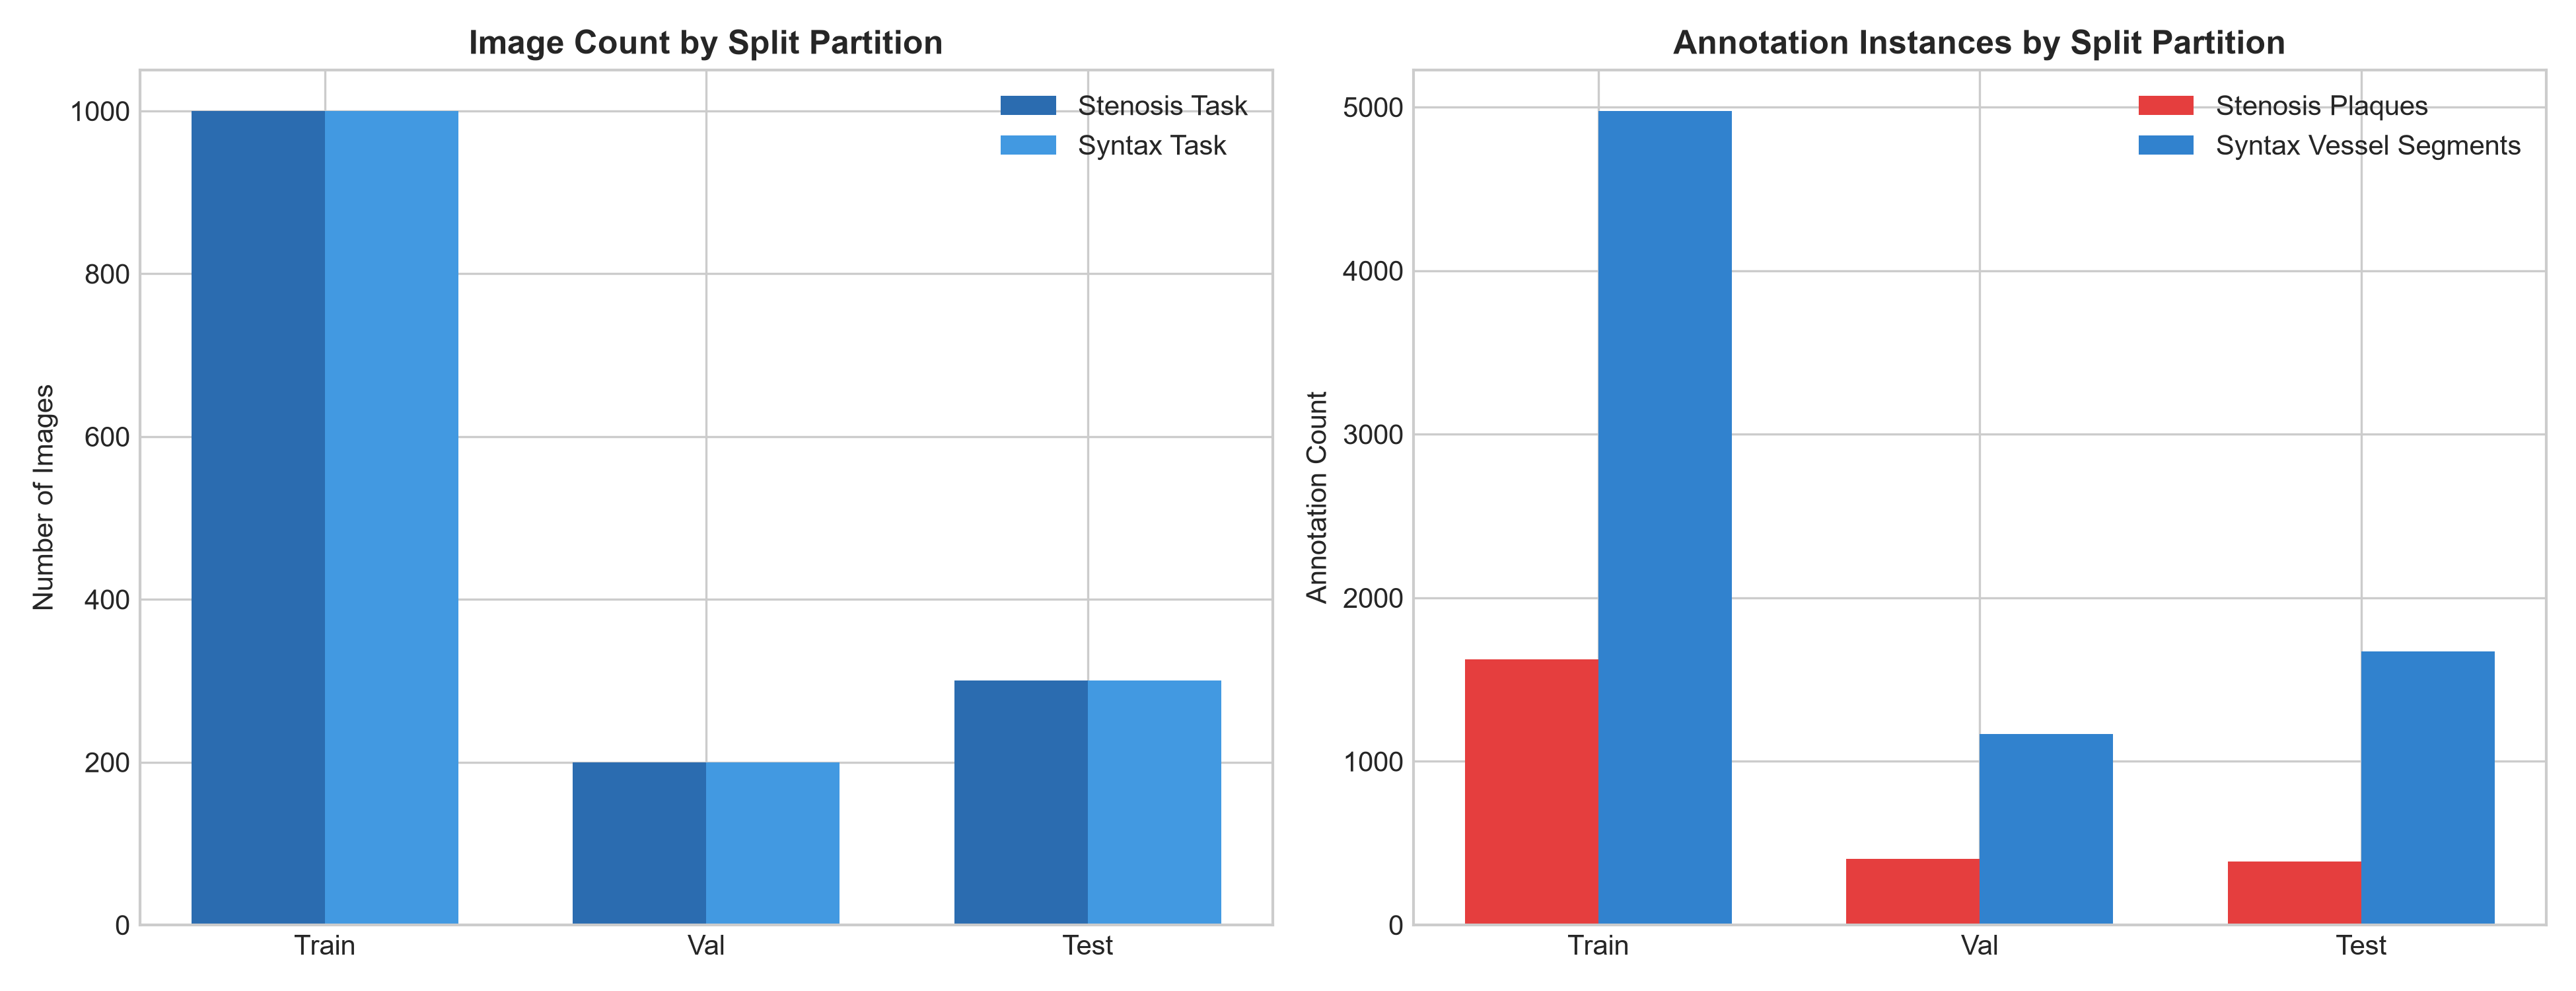 Image Count by Split Partition
Number of Images
1000
800
600
400
200
0
Train
Val
Test
Stenosis Task
Syntax Task
Annotation Instances by Split Partition
Annotation Count
5000
4000
3000
2000
1000
0
Train
Val
Test
Stenosis Plaques
Syntax Vessel Segments